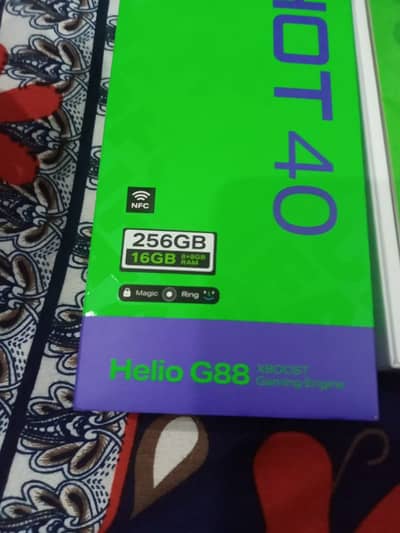 HOT 40
NFC
256GB
16GB 8+8GB RAM
Magic Ring
Helio G88 XBOOST
Gaming Engine